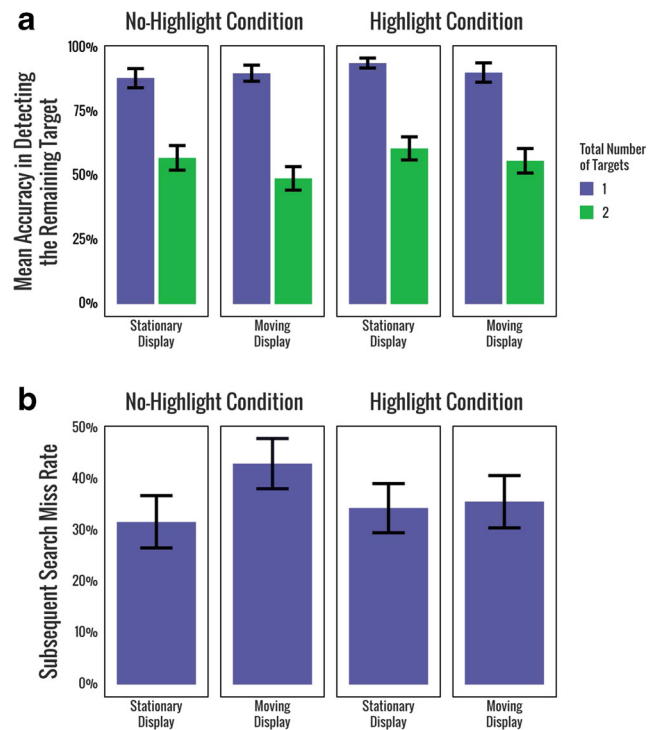 a
No-Highlight Condition
Highlight Condition
Mean Accuracy in Detecting
the Remaining Target
100%
75%
50%
25%
0%
Stationary
Display
Moving
Display
Stationary
Display
Moving
Display
Total Number
of Targets
1
2
b
No-Highlight Condition
Highlight Condition
Subsequent Search Miss Rate
50%
40%
30%
20%
10%
0%
Stationary
Display
Moving
Display
Stationary
Display
Moving
Display